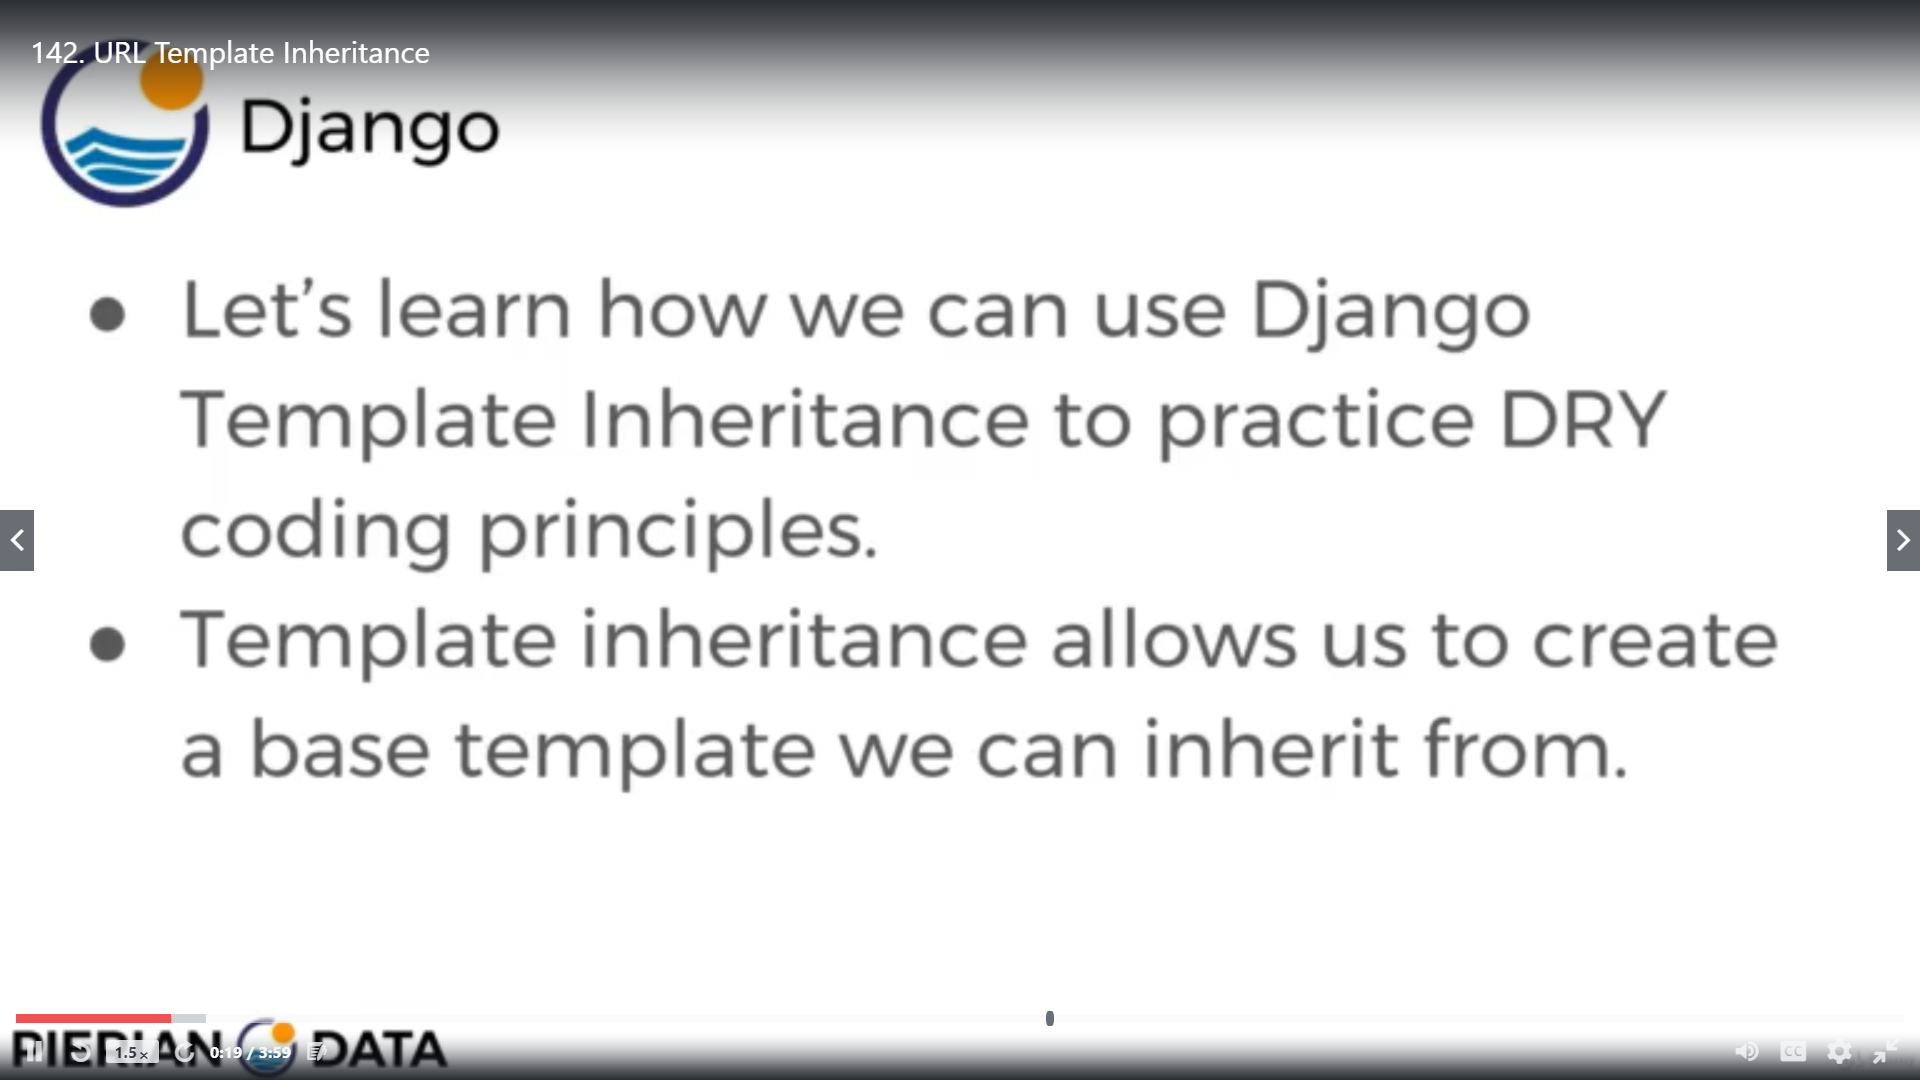 142. URL Template Inheritance
Django
● Let’s learn how we can use Django
Template Inheritance to practice DRY
coding principles.
● Template inheritance allows us to create
a base template we can inherit from.
PIERIAN DATA
1.5x
0:19 / 3:59
CC